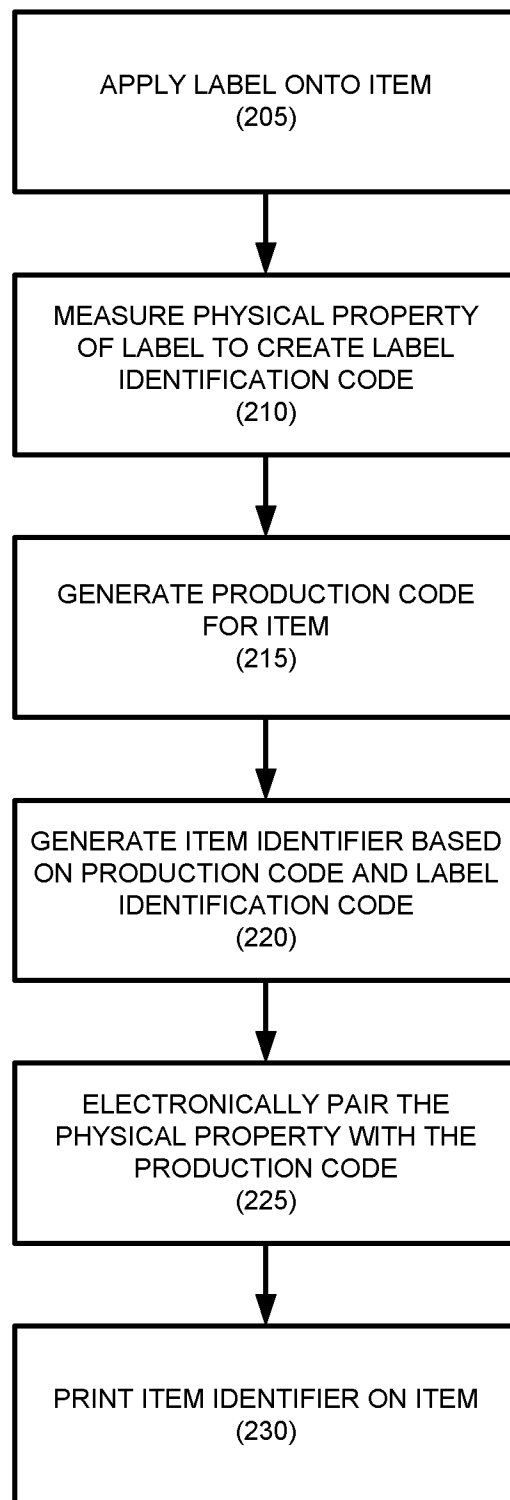 APPLY LABEL ONTO ITEM
(205)
MEASURE PHYSICAL PROPERTY
OF LABEL TO CREATE LABEL
IDENTIFICATION CODE
(210)
GENERATE PRODUCTION CODE
FOR ITEM
(215)
GENERATE ITEM IDENTIFIER BASED
ON PRODUCTION CODE AND LABEL
IDENTIFICATION CODE
(220)
ELECTRONICALLY PAIR THE
PHYSICAL PROPERTY WITH THE
PRODUCTION CODE
(225)
PRINT ITEM IDENTIFIER ON ITEM
(230)